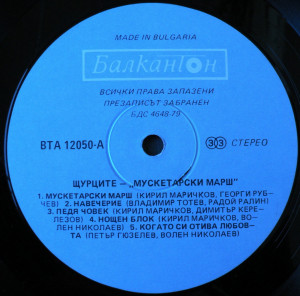 MADE IN BULGARIA
Балкантон
ВСИЧКИ ПРАВА ЗАПАЗЕНИ
ПРЕЗАПИСЪТ ЗАБРАНЕН
БДС 4649-79
ВТА 12050-А
33 СТЕРЕО
ЩУРЦИТЕ – „МУСКЕТАРСКИ МАРШ"
1. МУСКЕТАРСКИ МАРШ (КИРИЛ МАРИЧКОВ, ГЕОРГИ РУБ-
ЧЕВ) 2. НАВЕЧЕРИЕ (ВЛАДИМИР ТОТЕВ, РАДОЙ РАЛИН)
3. ПЕДЯ ЧОВЕК (КИРИЛ МАРИЧКОВ, ДИМИТЪР КЕРЕ-
ЛЕЗОВ) 4. НОЩЕН БЛОК (КИРИЛ МАРИЧКОВ, ВО-
ЛЕН НИКОЛАЕВ) 5. КОГАТО СИ ОТИВА ЛЮБОВ-
ТА (ПЕТЪР ГЮЗЕЛЕВ, ВОЛЕН НИКОЛАЕВ)